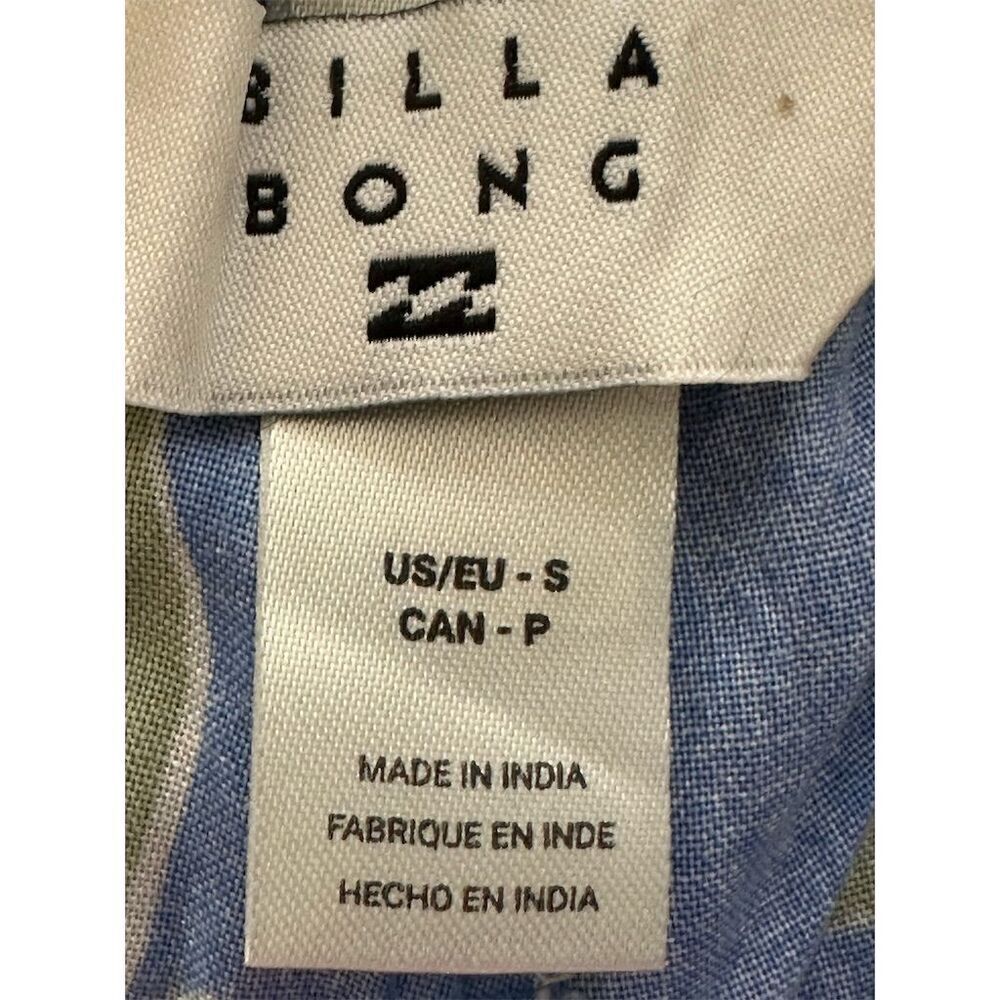 BILLA
BONG
US/EU - S
CAN - P
MADE IN INDIA
FABRIQUE EN INDE
HECHO EN INDIA